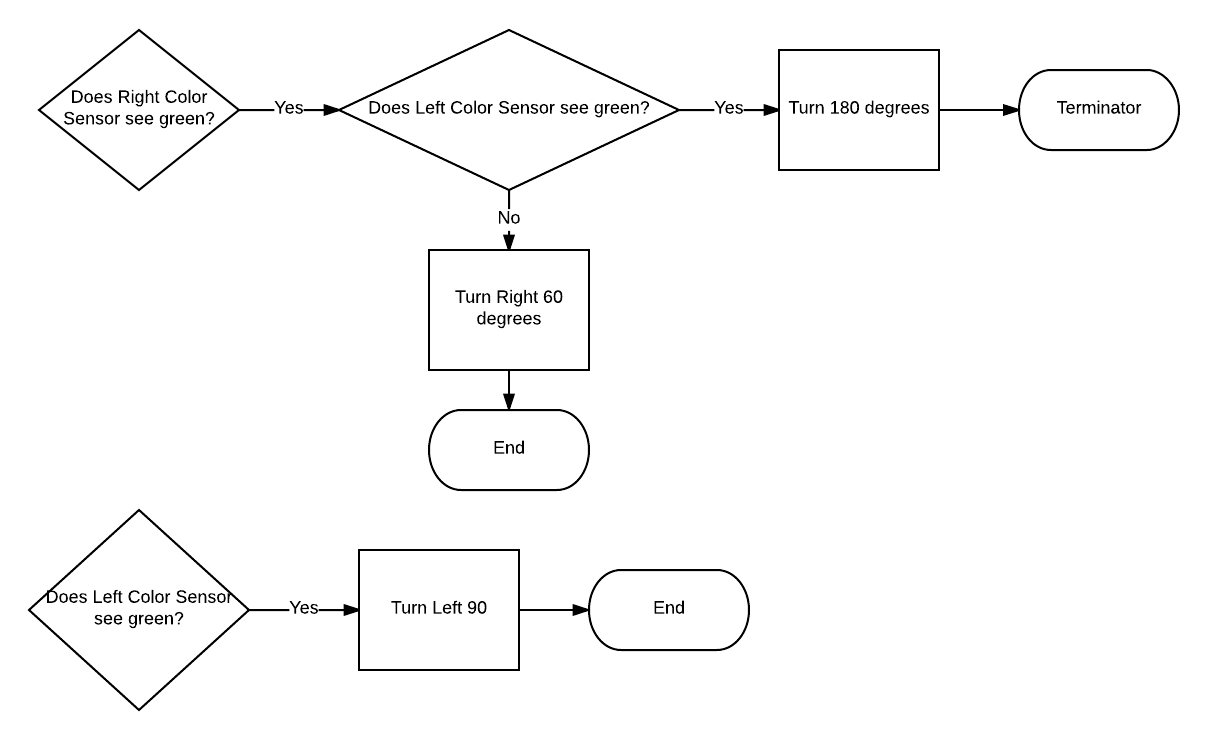 Does Right Color
Sensor see green?
Yes
Does Left Color Sensor see green?
Yes
Turn 180 degrees
Terminator
No
Turn Right 60
degrees
End
Does Left Color Sensor
see green?
Yes
Turn Left 90
End